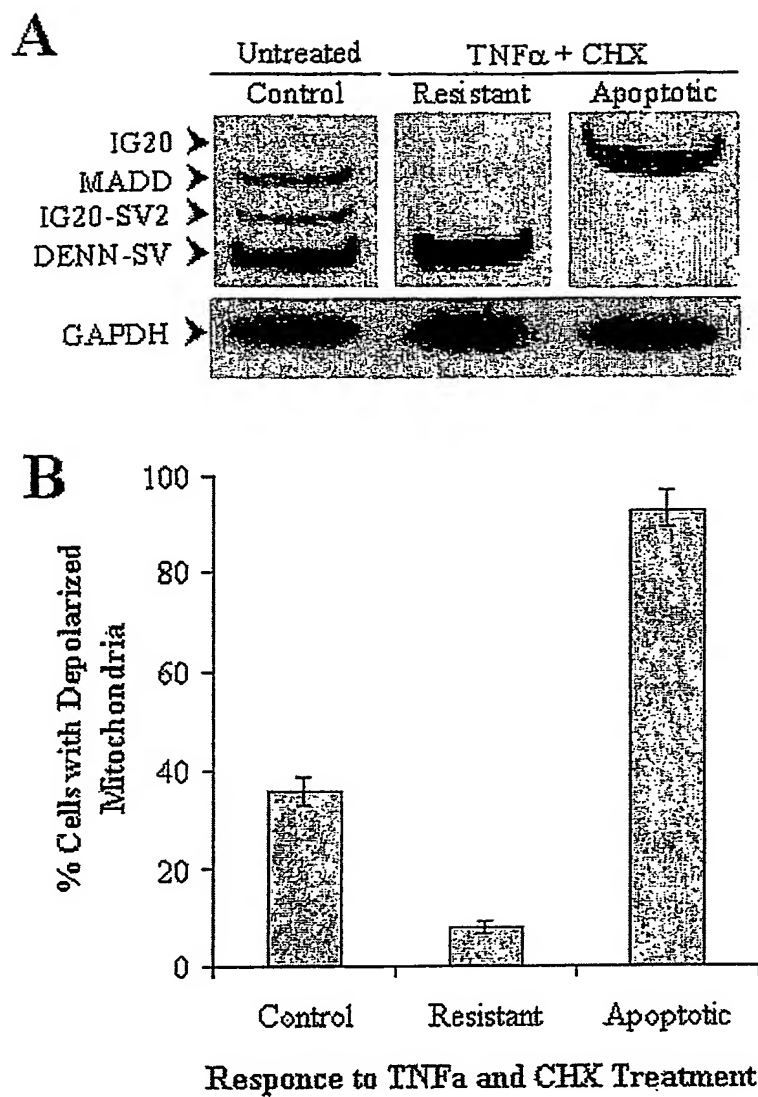 A
Untreated TNFα + CHX
Control Resistant Apoptotic
IG20
MADD
IG20-SV2
DENN-SV
GAPDH
B
% Cells with Depolarized
Mitochondria
100
80
60
40
20
0
Control Resistant Apoptotic
Responce to TNFa and CHX Treatment